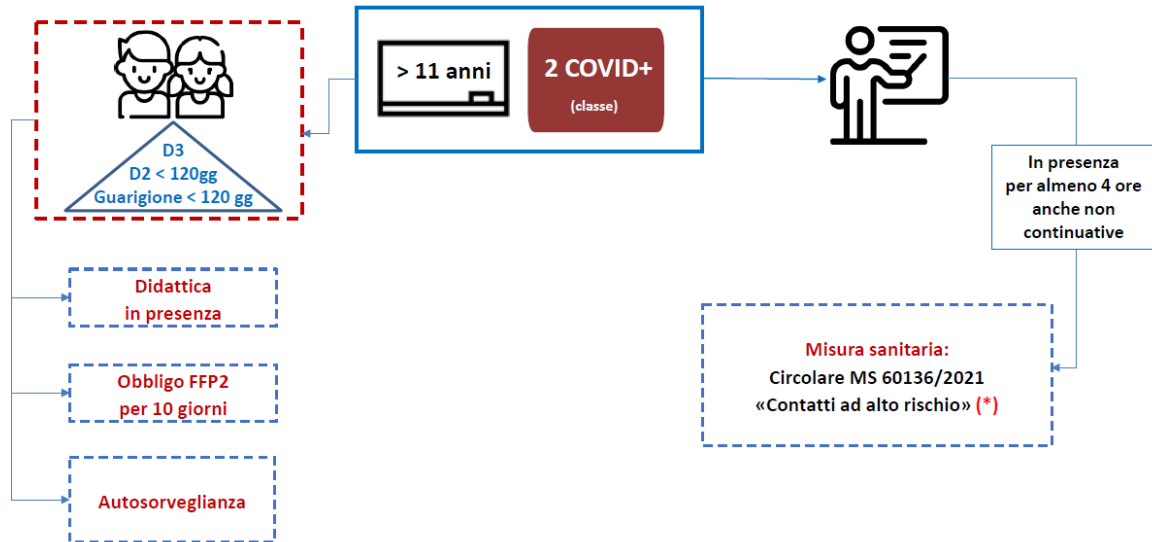 > 11 anni
2 COVID+
(classe)
D3
D2 < 120gg
Guarigione < 120 gg
In presenza
per almeno 4 ore
anche non
continuative
Didattica
in presenza
Obbligo FFP2
per 10 giorni
Autosorveglianza
Misura sanitaria:
Circolare MS 60136/2021
«Contatti ad alto rischio» (*)